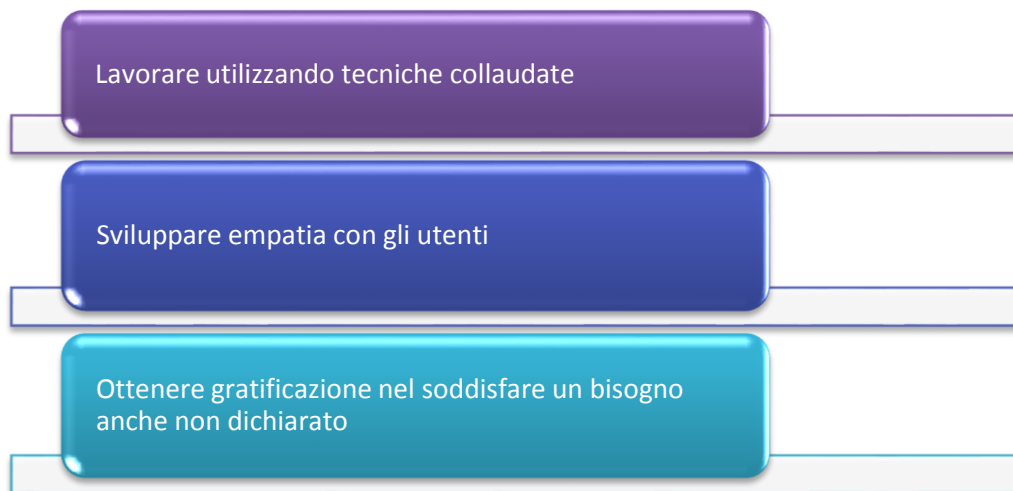 Lavorare utilizzando tecniche collaudate
Sviluppare empatia con gli utenti
Ottenere gratificazione nel soddisfare un bisogno
anche non dichiarato